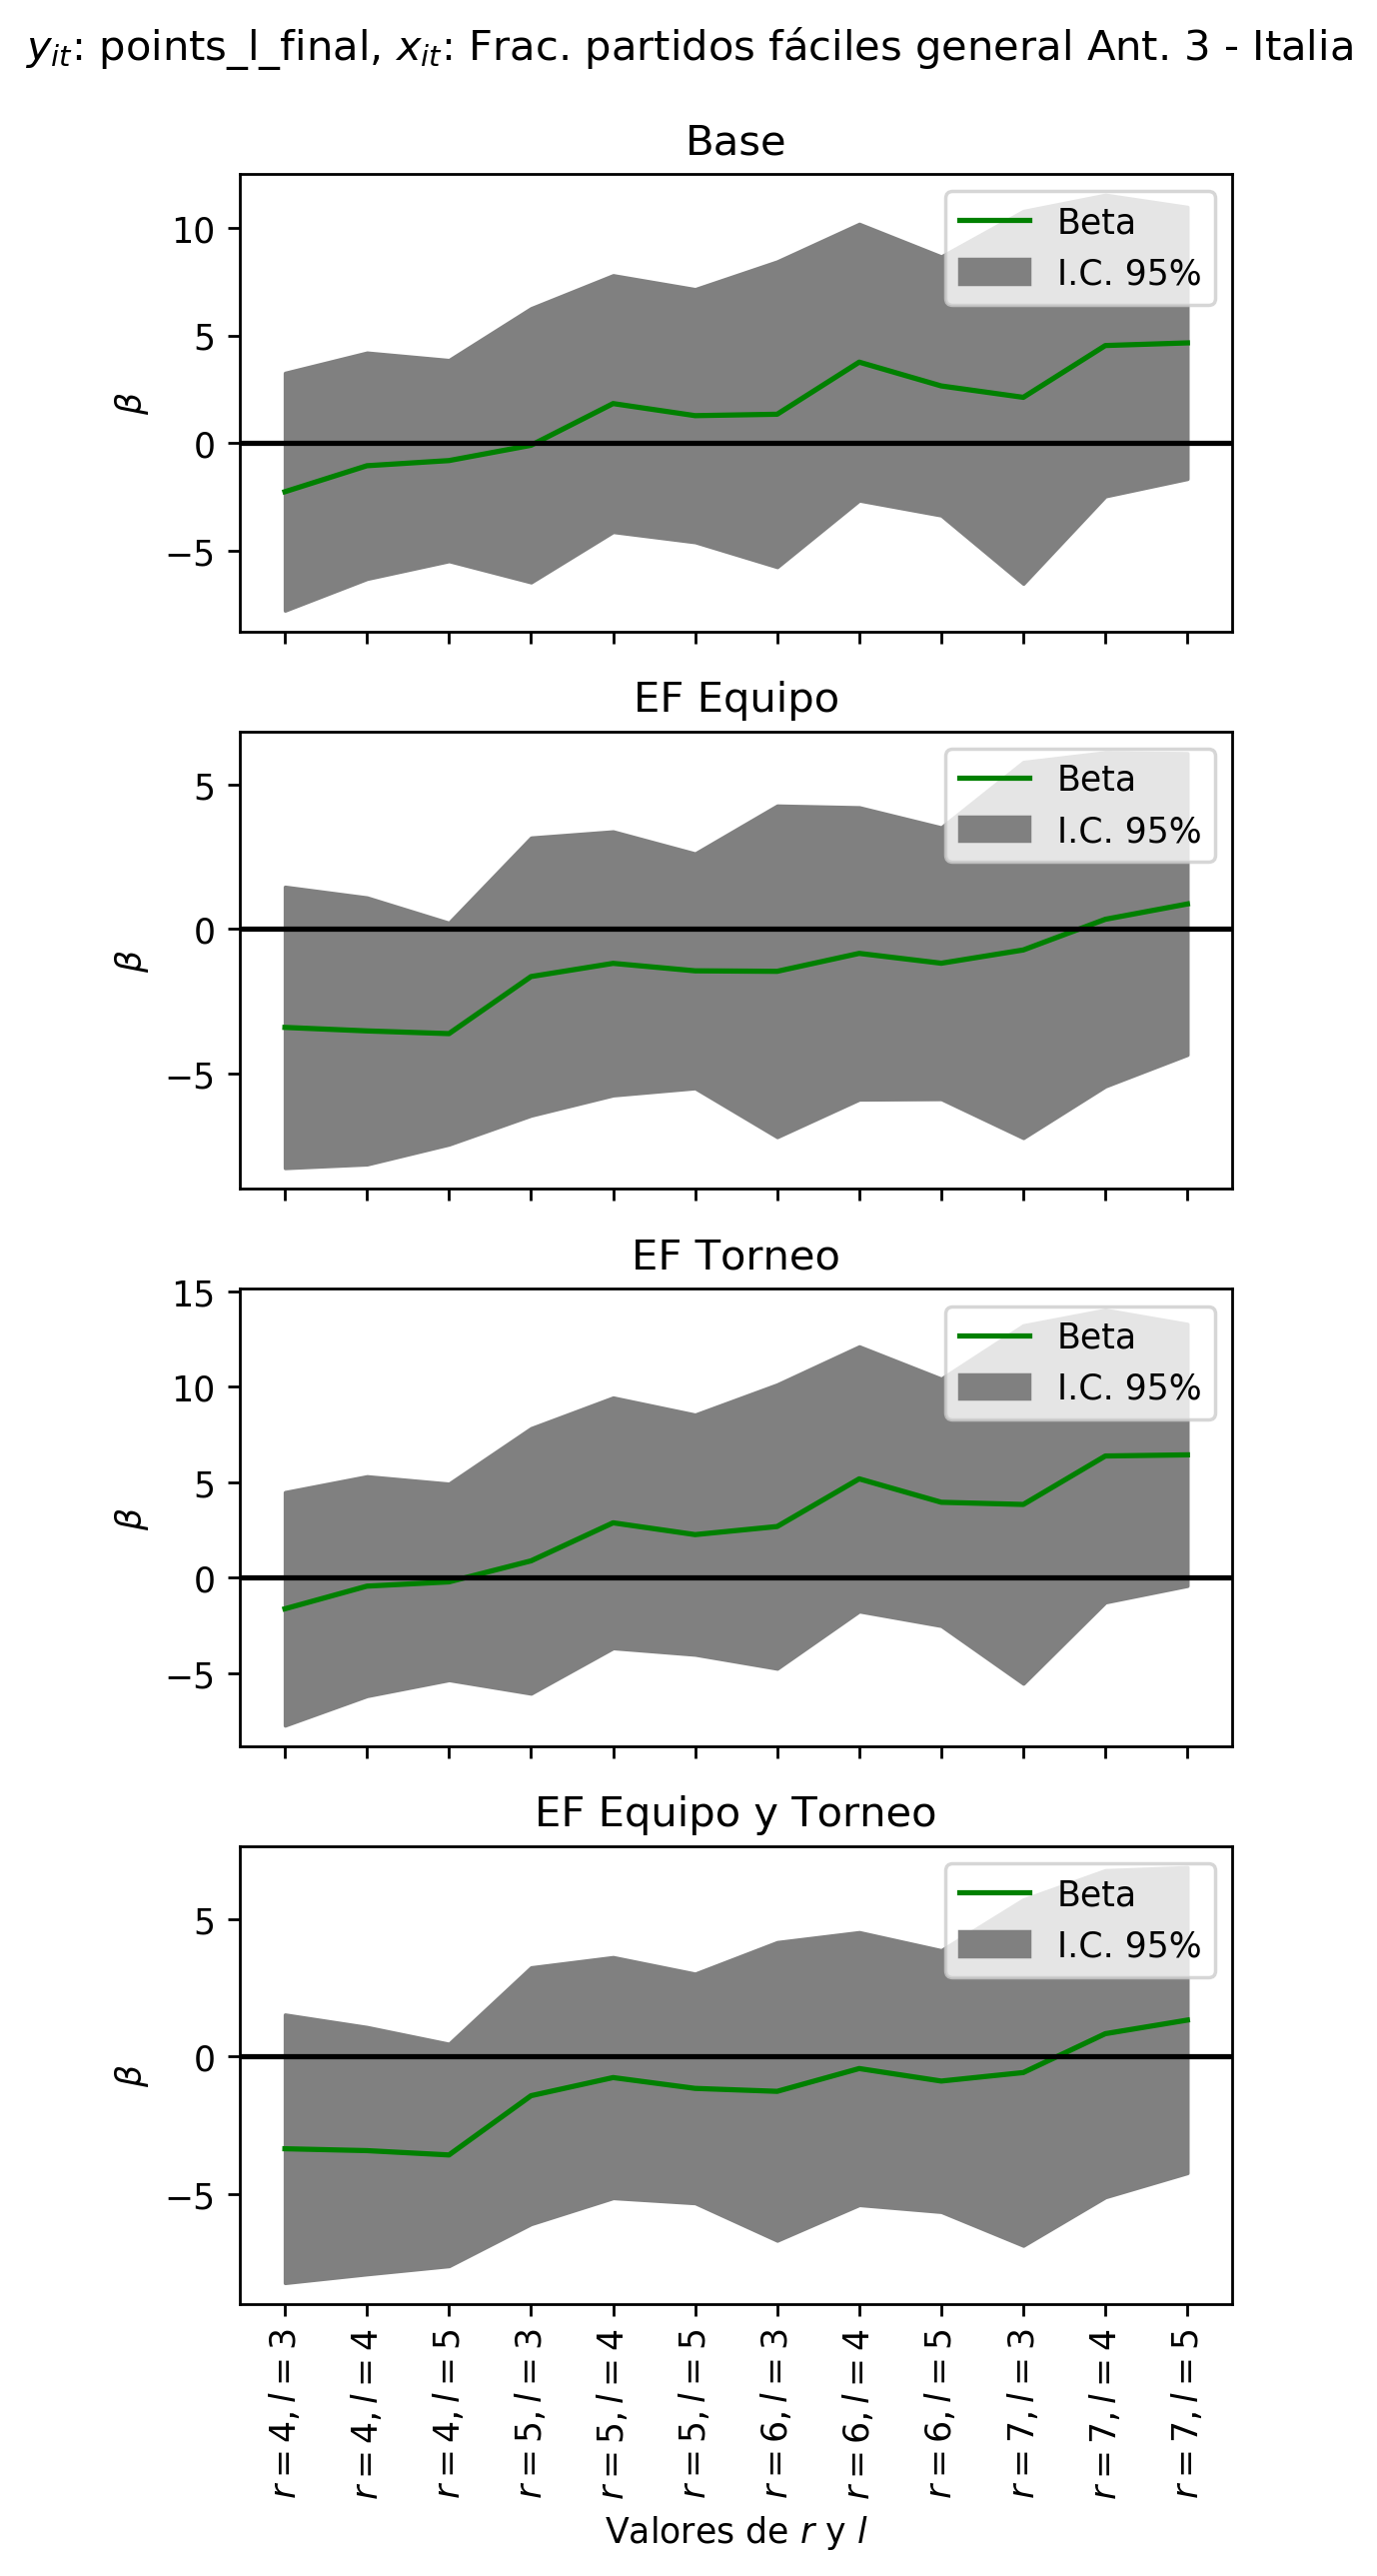 y_it: points_l_final, x_it: Frac. partidos fáciles general Ant. 3 - Italia
Base
10
5
0
−5
β
Beta
I.C. 95%
EF Equipo
5
0
−5
β
Beta
I.C. 95%
EF Torneo
15
10
5
0
−5
β
Beta
I.C. 95%
EF Equipo y Torneo
5
0
−5
β
Beta
I.C. 95%
r = 4, l = 3
r = 4, l = 4
r = 4, l = 5
r = 5, l = 3
r = 5, l = 4
r = 5, l = 5
r = 6, l = 3
r = 6, l = 4
r = 6, l = 5
r = 7, l = 3
r = 7, l = 4
r = 7, l = 5
Valores de r y l